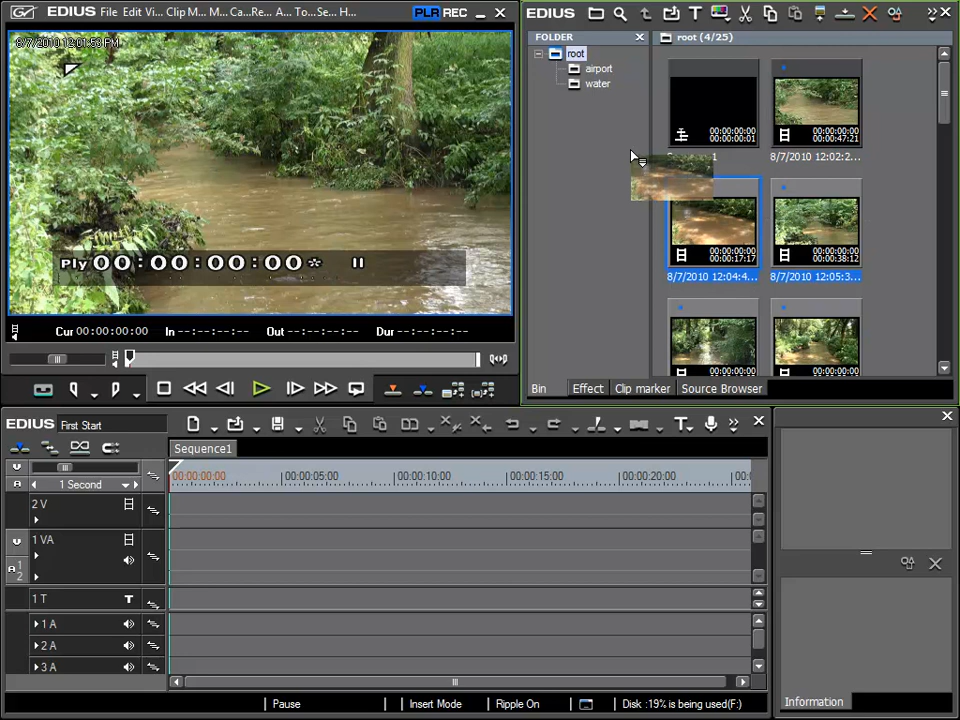 EDIUS File Edit Vi... Clip M... M... Ca...Re... A... To...Se... H... PLR REC
8/7/2010 12:01:53 PM
Ply 00:00:00:00*
Cur 00:00:00:00 In --:--:--:-- Out --:--:--:-- Dur --:--:--:--
EDIUS
FOLDER
root (4/25)
root
airport
water
00:00:00:00
00:00:00:01
1
00:00:00:00
00:00:47:21
8/7/2010 12:02:2...
00:00:00:00
00:00:17:17
8/7/2010 12:04:4...
00:00:00:00
00:00:38:12
8/7/2010 12:05:3...
Bin Effect Clip marker Source Browser
EDIUS First Start
Sequence1
1 Second
00:00:00:00 00:00:05:00 00:00:10:00 00:00:15:00 00:00:20:00 00:0
2 V
1 VA
1 2
1 T
1 A
2 A
3 A
Pause Insert Mode Ripple On Disk :19% is being used(F:)
Information